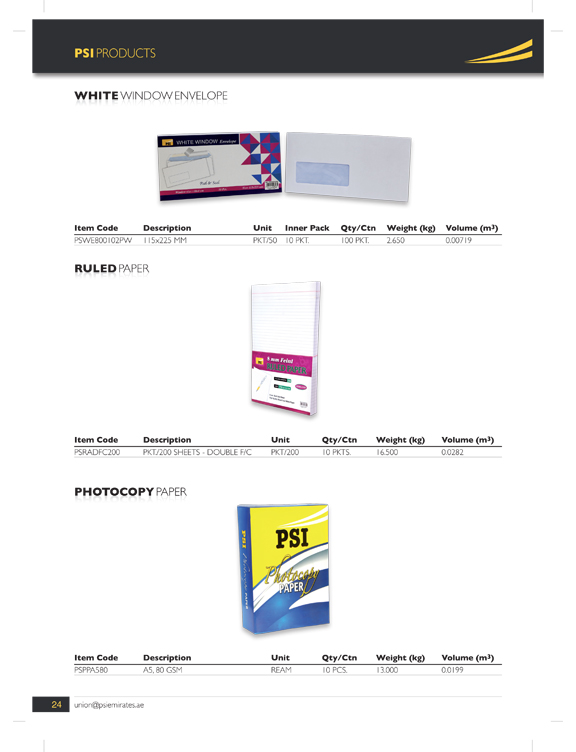 PSI PRODUCTS
WHITE WINDOW ENVELOPE
WHITE WINDOW Envelope
Peel & Seal
Item Code Description Unit Inner Pack Qty/Ctn Weight (kg) Volume (m³)
PSWE800102PW 115x225 MM PKT/50 10 PKT. 100 PKT. 2.650 0.00719
RULED PAPER
8 mm Feint
Item Code Description Unit Qty/Ctn Weight (kg) Volume (m³)
PSRADFC200 PKT/200 SHEETS - DOUBLE F/C PKT/200 10 PKTS. 16.500 0.0282
PHOTOCOPY PAPER
PSI
PSI
Photocopy
PAPER
Item Code Description Unit Qty/Ctn Weight (kg) Volume (m³)
PSPPA580 A5, 80 GSM REAM 10 PCS. 13.000 0.0199
24 union@psiemirates.ae